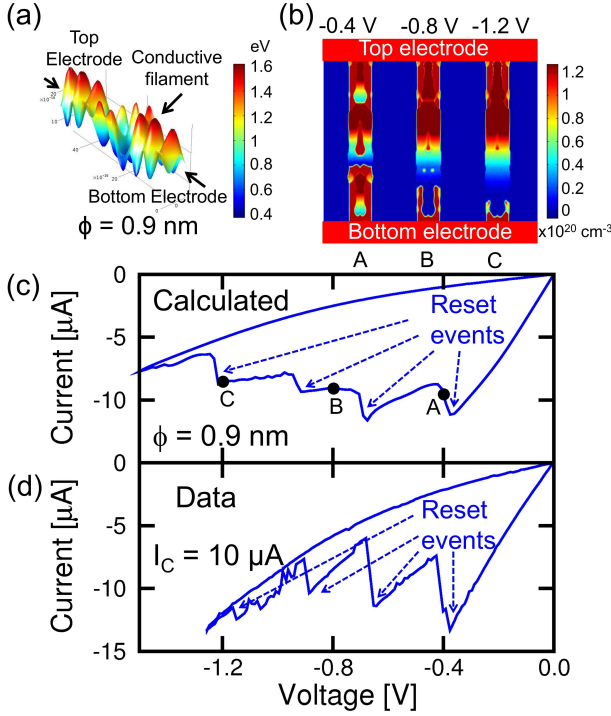 (a)
Top
Electrode
Conductive
filament
eV
1.6
1.4
1.2
1
0.8
0.6
0.4
Bottom Electrode
ϕ = 0.9 nm
(b)
-0.4 V -0.8 V -1.2 V
Top electrode
1.2
1
0.8
0.6
0.4
0.2
0
x10²⁰ cm⁻³
Bottom electrode
A B C
(c)
Calculated
Reset
events
C B A
ϕ = 0.9 nm
Current [µA]
0
-5
-10
0
(d)
Data
Reset
events
I_C = 10 µA
Current [µA]
-5
-10
-15
-1.2 -0.8 -0.4 0.0
Voltage [V]